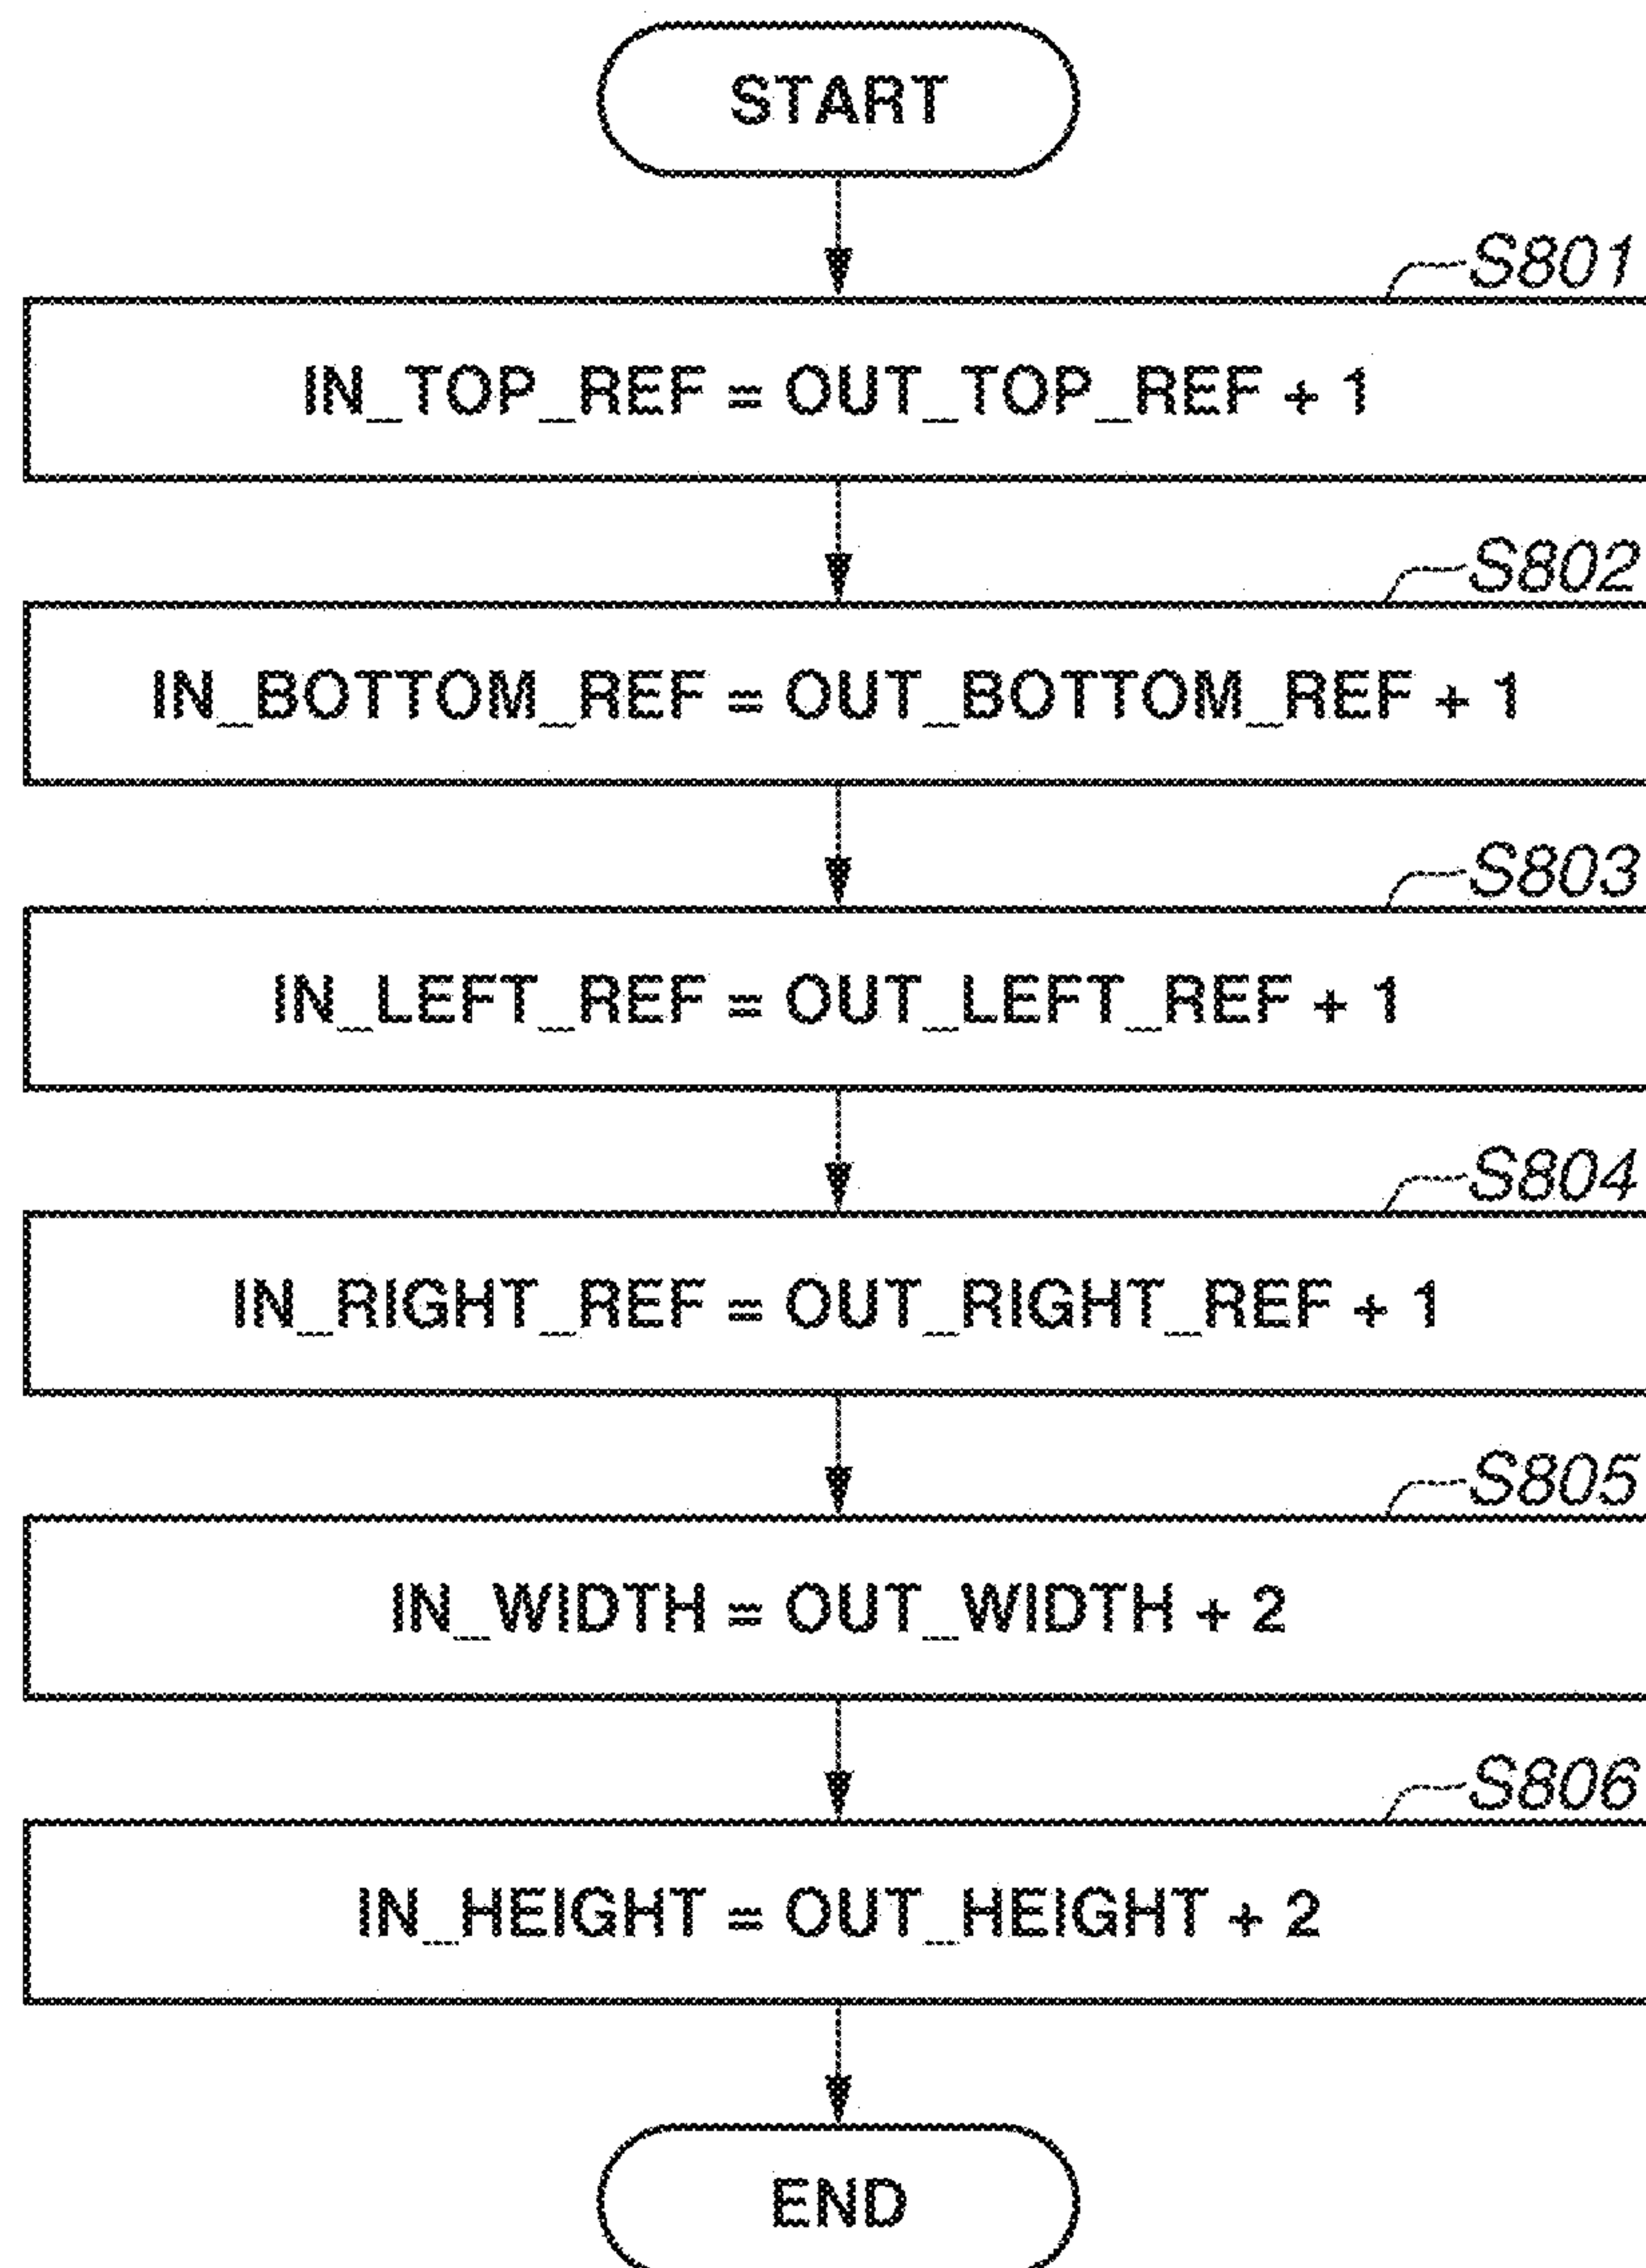 START
S801
IN_TOP_REF = OUT_TOP_REF + 1
S802
IN_BOTTOM_REF = OUT_BOTTOM_REF + 1
S803
IN_LEFT_REF = OUT_LEFT_REF + 1
S804
IN_RIGHT_REF = OUT_RIGHT_REF + 1
S805
IN_WIDTH = OUT_WIDTH + 2
S806
IN_HEIGHT = OUT_HEIGHT + 2
END